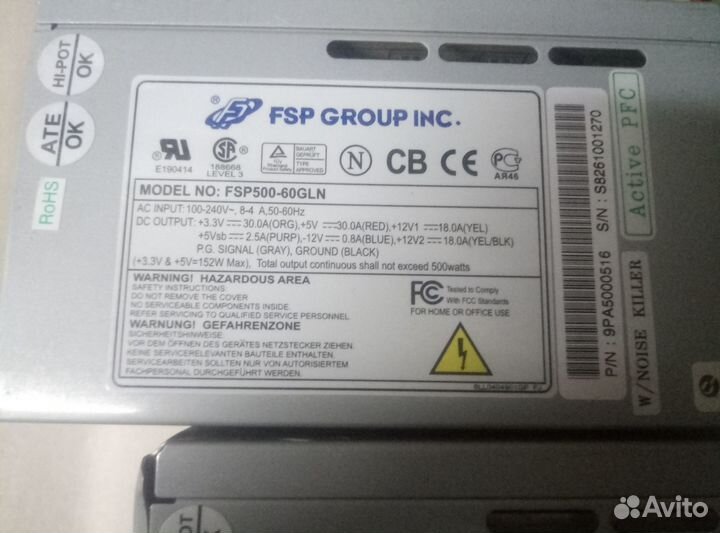 HI-POT
OK
ATE
OK
RoHS
FSP GROUP INC.
E190414
188668
LEVEL 3
BAUART
GEPRÜFT
TYPE
APPROVED
N
CB
CE
АЯ46
MODEL NO: FSP500-60GLN
AC INPUT: 100-240V~, 8-4 A,50-60Hz
DC OUTPUT: +3.3V ⎓ 30.0A(ORG), +5V ⎓ 30.0A(RED), +12V1 ⎓ 18.0A(YEL)
+5Vsb ⎓ 2.5A(PURP), -12V ⎓ 0.8A(BLUE), +12V2 ⎓ 18.0A(YEL/BLK)
P.G. SIGNAL (GRAY), GROUND (BLACK)
(+3.3V & +5V=152W Max), Total output continuous shall not exceed 500watts
WARNING! HAZARDOUS AREA
SAFETY INSTRUCTIONS:
DO NOT REMOVE THE COVER
NO SERVICEABLE COMPONENTS INSIDE.
REFER SERVICING TO QUALIFIED PERSONNEL
WARNUNG! GEFAHRENZONE
SICHERHEITSHINWEISE
VOR DEM ÖFFNEN DES GERÄTES NETZSTECKER ZIEHEN
KEINE SERVICERELEVANTEN BAUTEILE ENTHALTEN.
SERVICEARBEITEN SOLLTEN NUR VON AUTORISIERTEM
FACHPERSONAL DURCHGEFÜHRT WERDEN.
FC Tested to Comply
With FCC Standards
FOR HOME OR OFFICE USE
P/N : 9PA5000516 S/N : S8261001270
Active PFC
W/NOISE KILLER
POT
OK
Avito